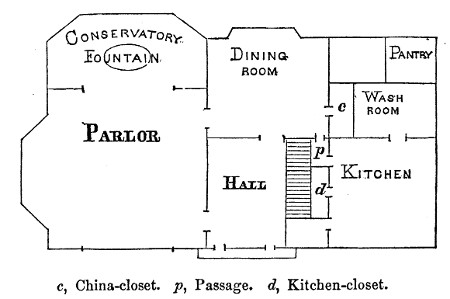 CONSERVATORY
FOUNTAIN
DINING
ROOM
PANTRY
c
WASH
ROOM
PARLOR
p
HALL
d
KITCHEN
c, China-closet. p, Passage. d, Kitchen-closet.